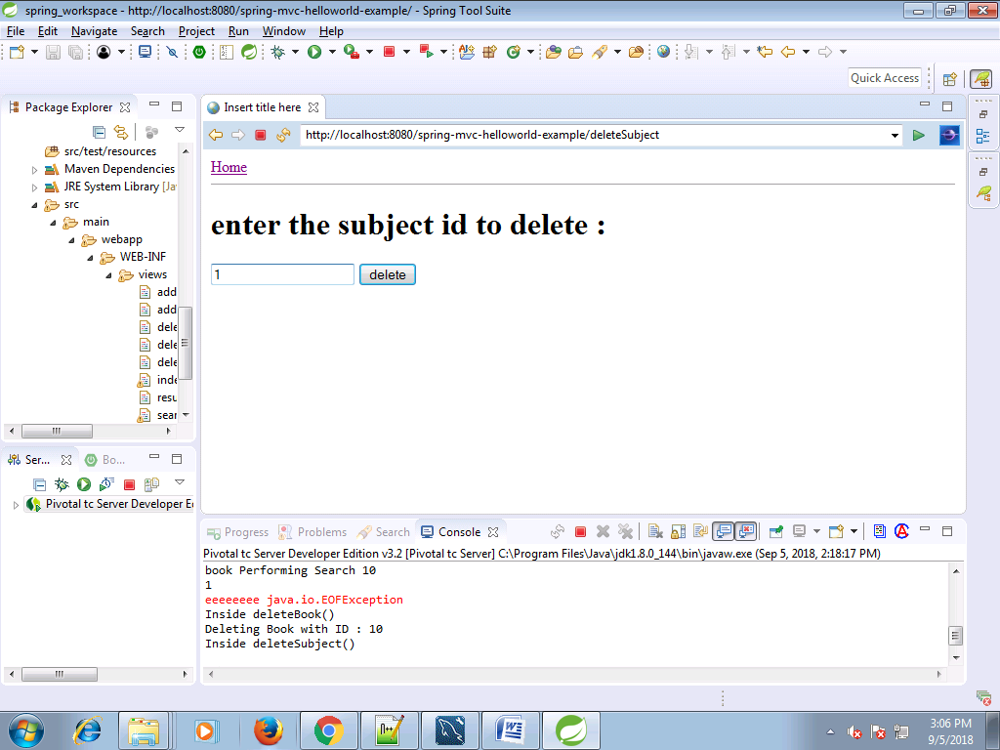 spring_workspace - http://localhost:8080/spring-mvc-helloworld-example/ - Spring Tool Suite
File Edit Navigate Search Project Run Window Help
Quick Access
Package Explorer
src/test/resources
Maven Dependencies
JRE System Library [Ja
src
main
webapp
WEB-INF
views
add
add
dele
dele
dele
inde
resu
sear
Insert title here
http://localhost:8080/spring-mvc-helloworld-example/deleteSubject
Home
enter the subject id to delete :
1 delete
Ser... Bo...
Pivotal tc Server Developer E
Progress Problems Search Console
Pivotal tc Server Developer Edition v3.2 [Pivotal tc Server] C:\Program Files\Java\jdk1.8.0_144\bin\javaw.exe (Sep 5, 2018, 2:18:17 PM)
book Performing Search 10
1
eeeeeeee java.io.EOFException
Inside deleteBook()
Deleting Book with ID : 10
Inside deleteSubject()
3:06 PM
9/5/2018